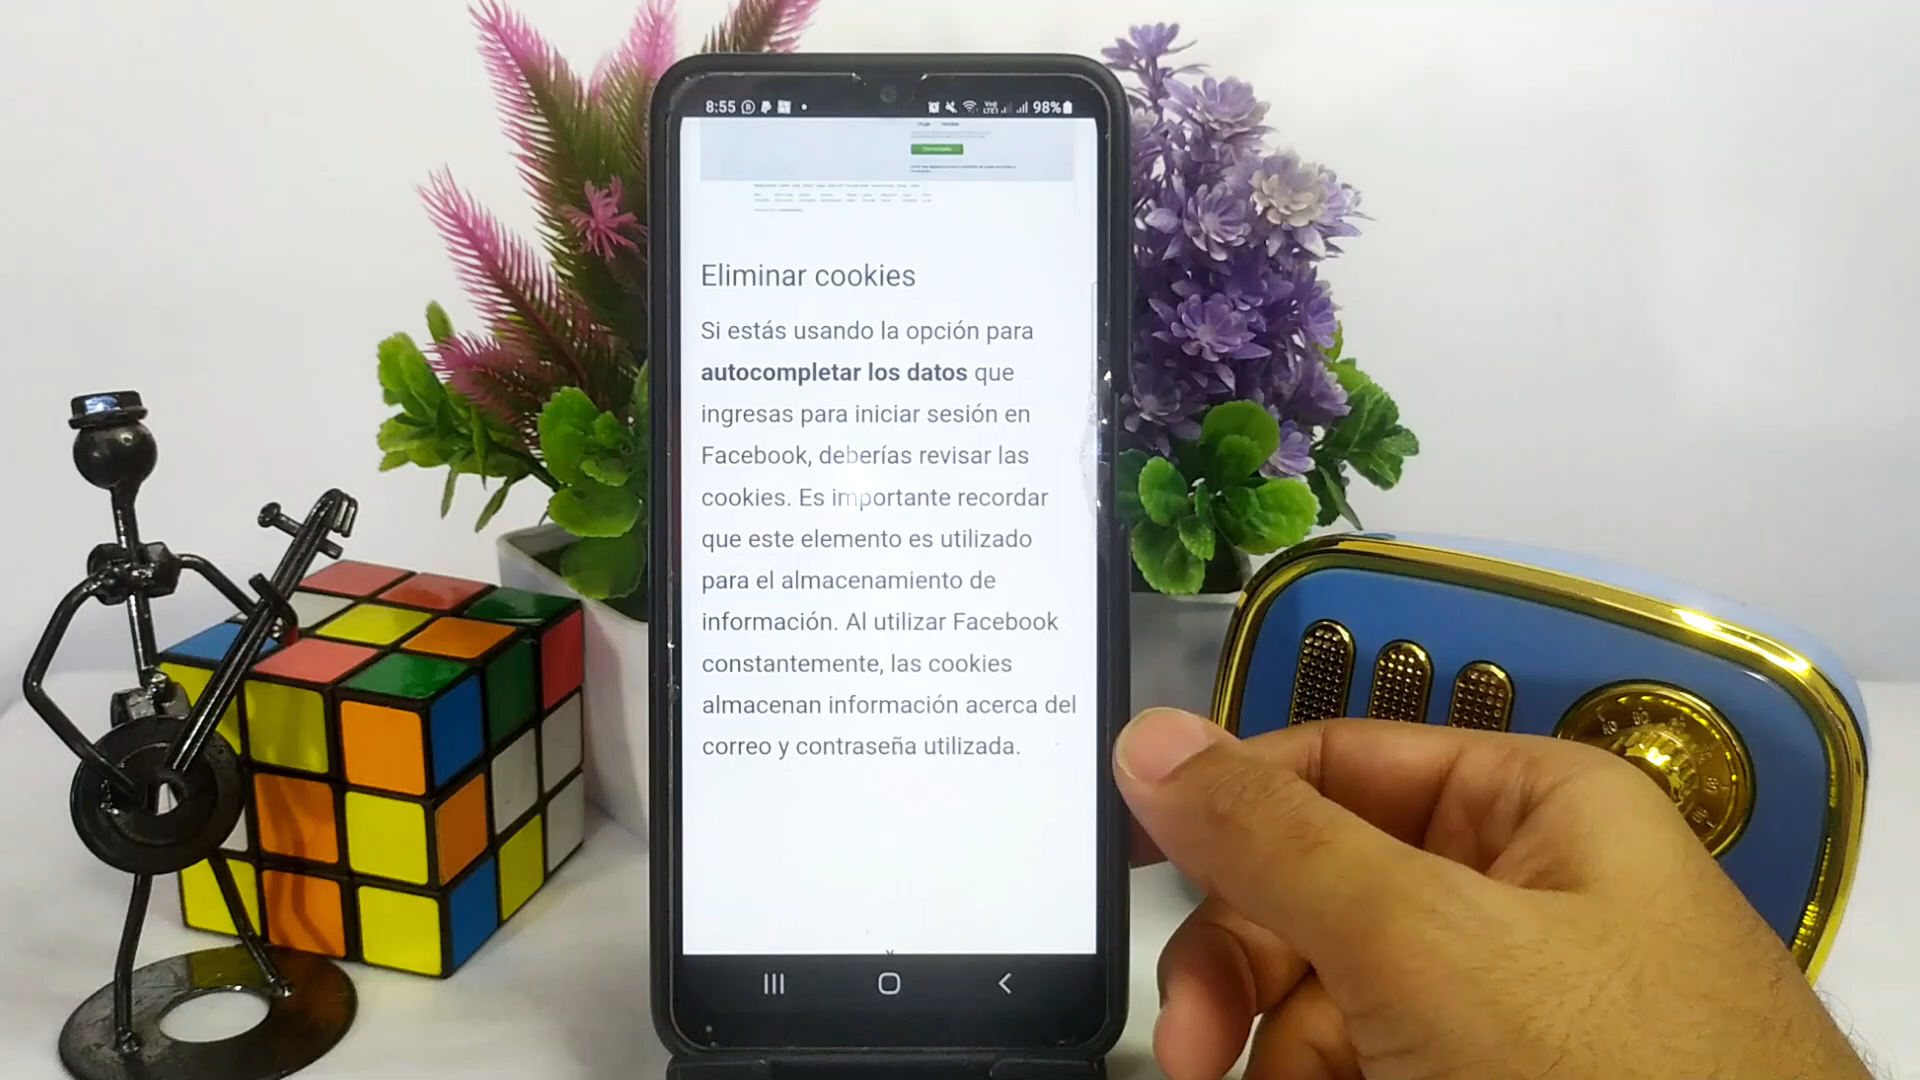 8:55
98%
Eliminar cookies
Si estás usando la opción para
autocompletar los datos que
ingresas para iniciar sesión en
Facebook, deberías revisar las
cookies. Es importante recordar
que este elemento es utilizado
para el almacenamiento de
información. Al utilizar Facebook
constantemente, las cookies
almacenan información acerca del
correo y contraseña utilizada.